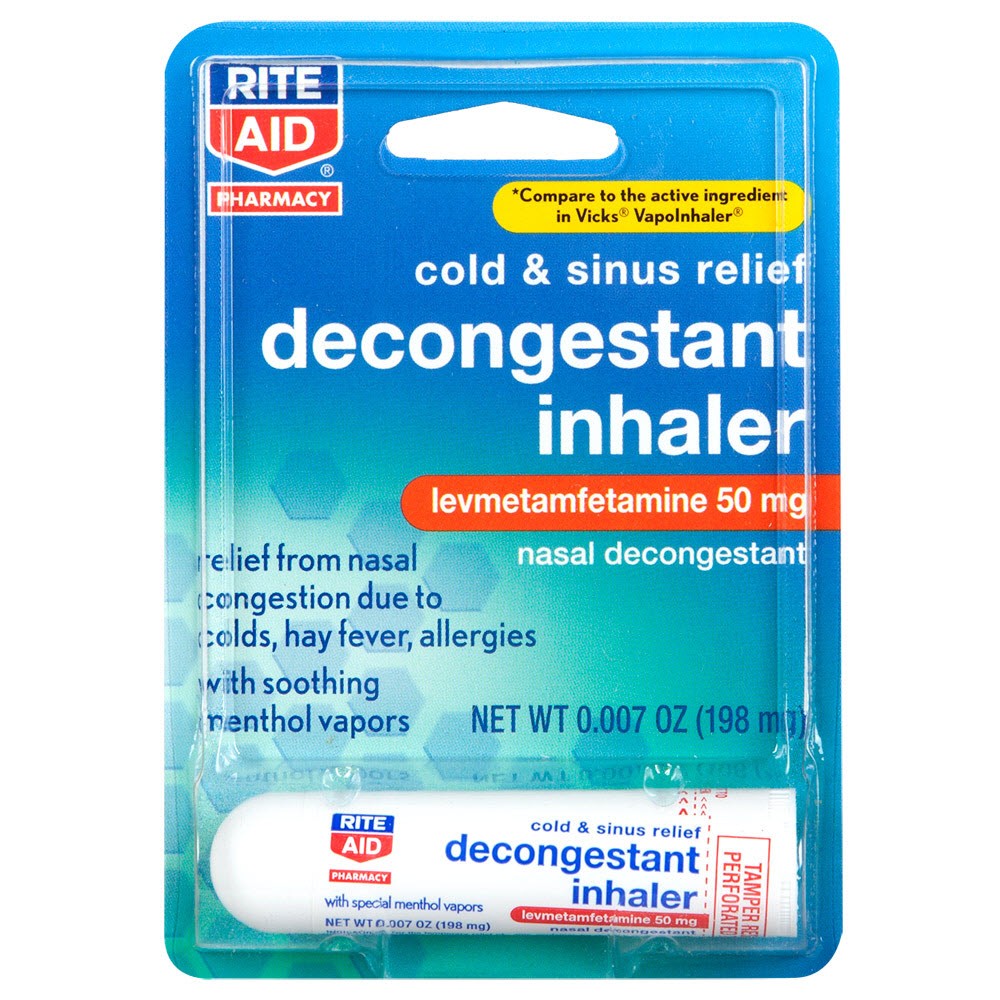 RITE
AID
®
PHARMACY
*Compare to the active ingredient
in Vicks® VapoInhaler®
cold & sinus relief
decongestant
inhaler
levmetamfetamine 50 mg
nasal decongestant
relief from nasal
congestion due to
colds, hay fever, allergies
with soothing
menthol vapors
NET WT 0.007 OZ (198 mg)
RITE
AID
PHARMACY
with special menthol vapors
NET WT 0.007 OZ (198 mg)
cold & sinus relief
decongestant
inhaler
levmetamfetamine 50 mg
nasal decongestant
TAMPER
PERFORATED